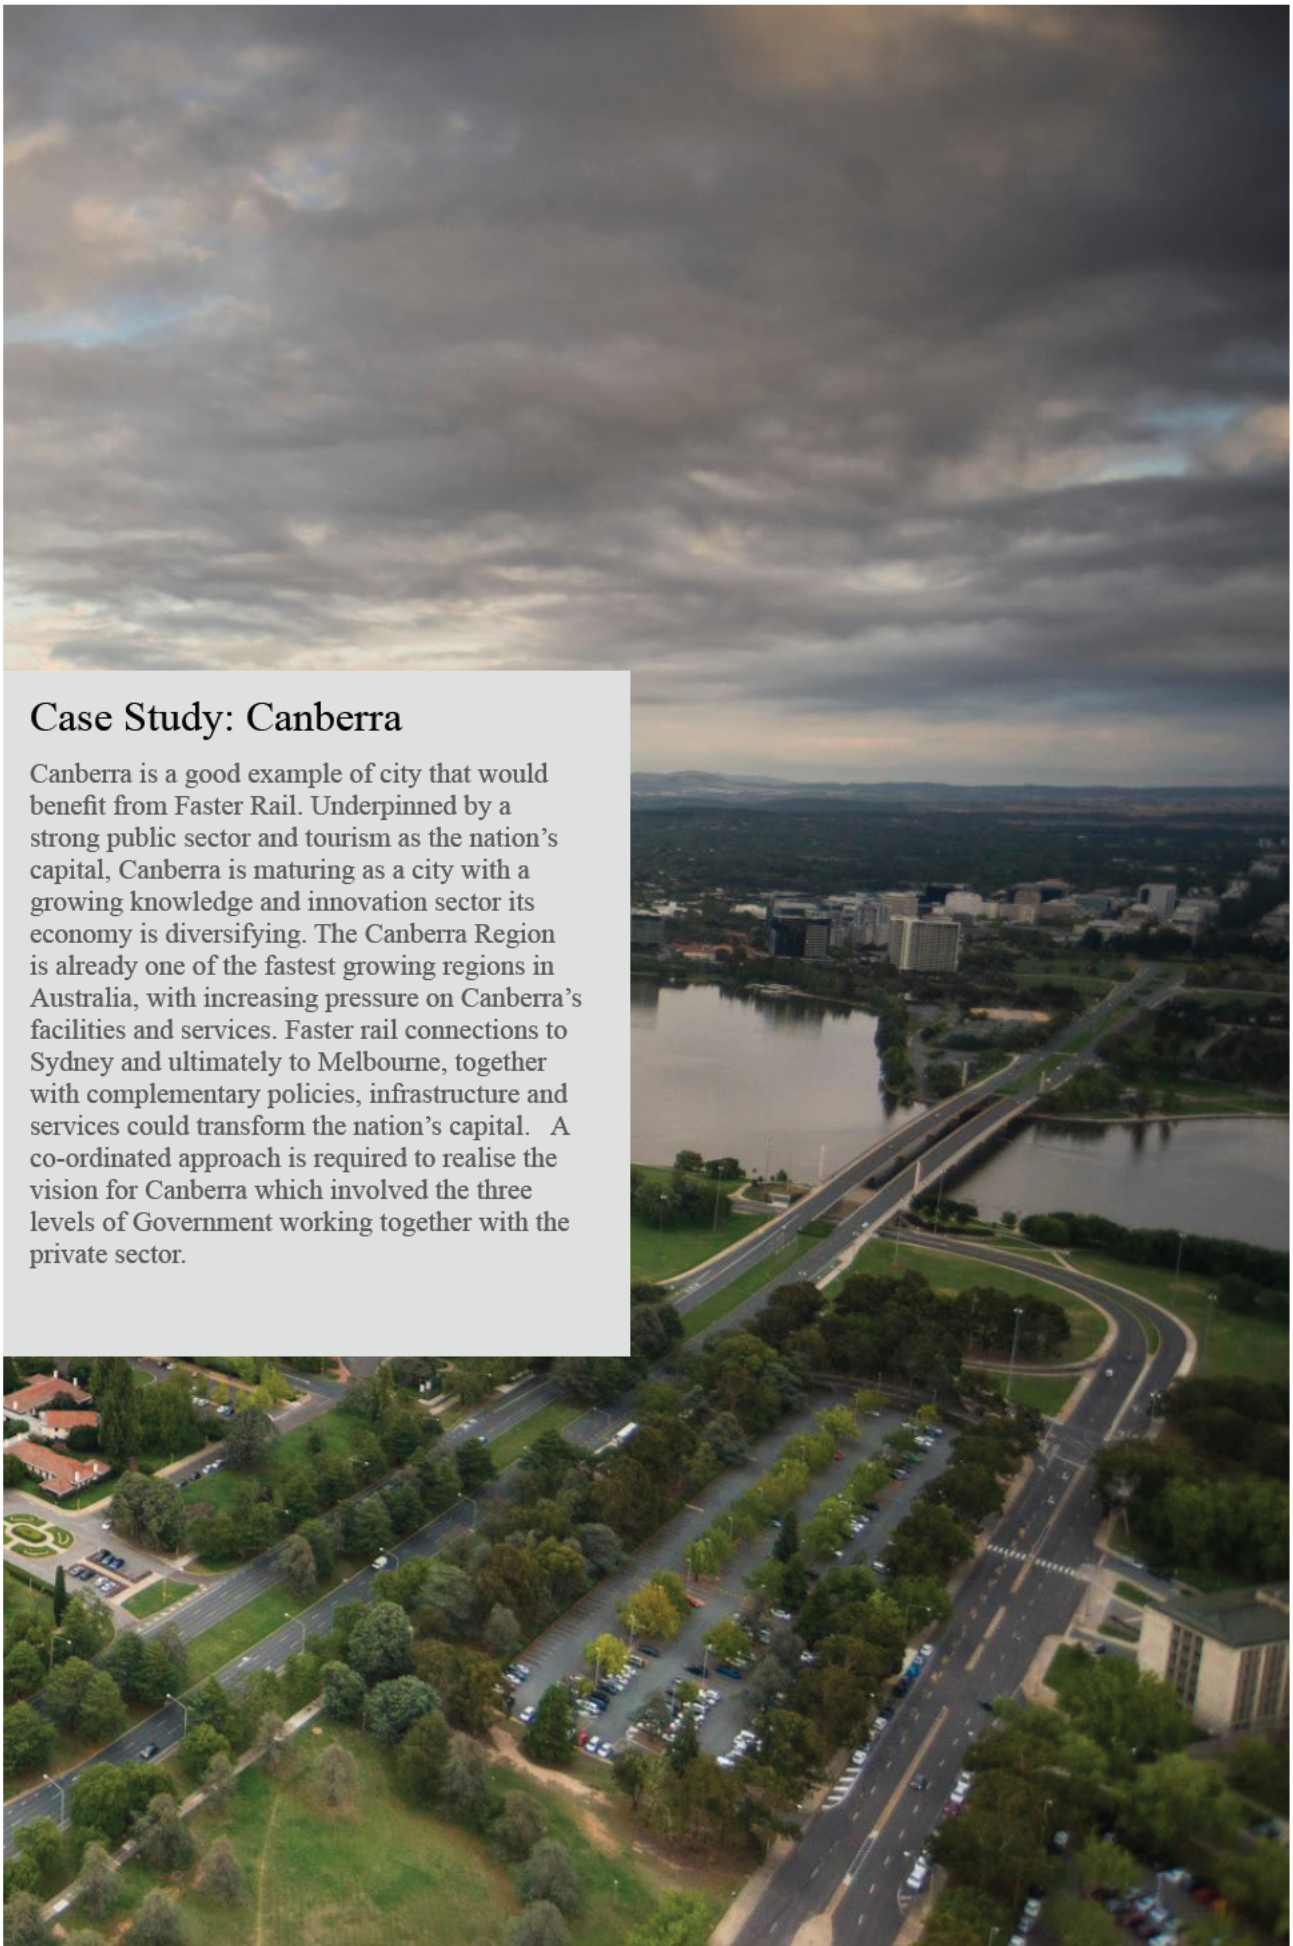 Case Study: Canberra
Canberra is a good example of city that would
benefit from Faster Rail. Underpinned by a
strong public sector and tourism as the nation’s
capital, Canberra is maturing as a city with a
growing knowledge and innovation sector its
economy is diversifying. The Canberra Region
is already one of the fastest growing regions in
Australia, with increasing pressure on Canberra’s
facilities and services. Faster rail connections to
Sydney and ultimately to Melbourne, together
with complementary policies, infrastructure and
services could transform the nation’s capital.   A
co-ordinated approach is required to realise the
vision for Canberra which involved the three
levels of Government working together with the
private sector.